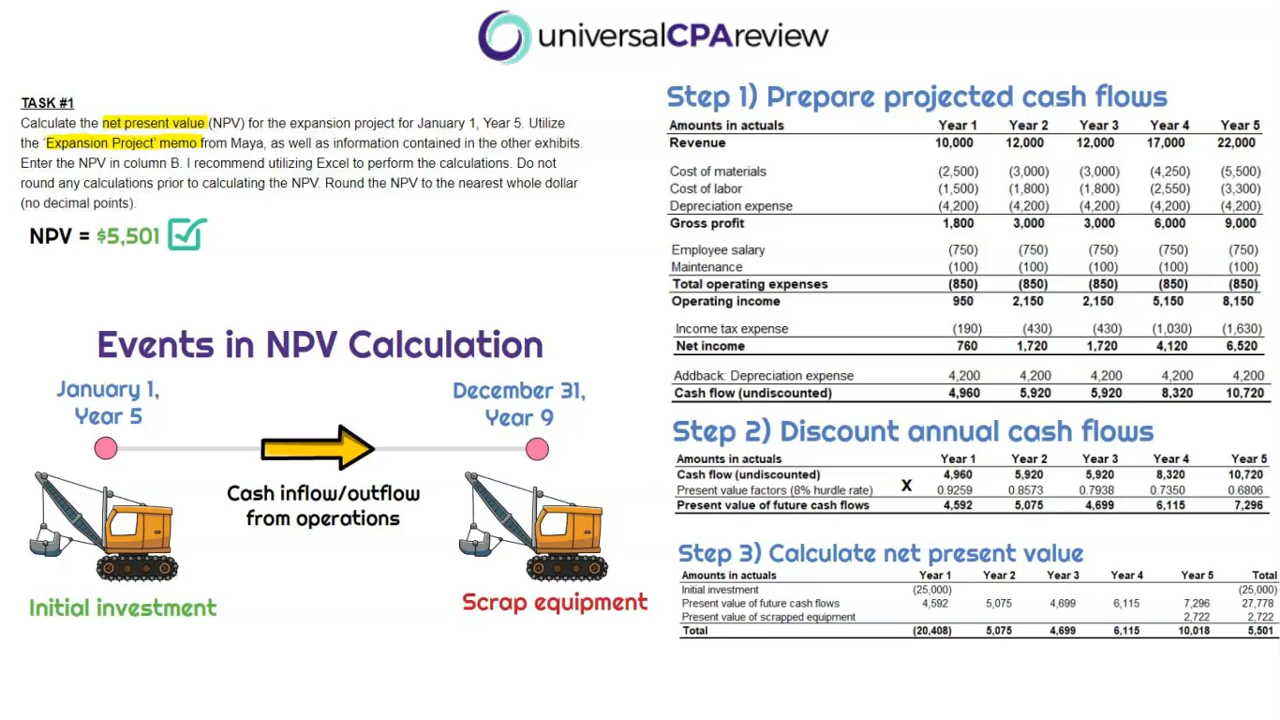 universalCPAreview
TASK #1
Calculate the net present value (NPV) for the expansion project for January 1, Year 5. Utilize
the 'Expansion Project' memo from Maya, as well as information contained in the other exhibits.
Enter the NPV in column B. I recommend utilizing Excel to perform the calculations. Do not
round any calculations prior to calculating the NPV. Round the NPV to the nearest whole dollar
(no decimal points).
NPV = $5,501
Events in NPV Calculation
January 1,
Year 5
December 31,
Year 9
Cash inflow/outflow
from operations
Initial investment
Scrap equipment
Step 1) Prepare projected cash flows
Amounts in actuals Year 1 Year 2 Year 3 Year 4 Year 5
Revenue 10,000 12,000 12,000 17,000 22,000
Cost of materials (2,500) (3,000) (3,000) (4,250) (5,500)
Cost of labor (1,500) (1,800) (1,800) (2,550) (3,300)
Depreciation expense (4,200) (4,200) (4,200) (4,200) (4,200)
Gross profit 1,800 3,000 3,000 6,000 9,000
Employee salary (750) (750) (750) (750) (750)
Maintenance (100) (100) (100) (100) (100)
Total operating expenses (850) (850) (850) (850) (850)
Operating income 950 2,150 2,150 5,150 8,150
Income tax expense (190) (430) (430) (1,030) (1,630)
Net income 760 1,720 1,720 4,120 6,520
Addback: Depreciation expense 4,200 4,200 4,200 4,200 4,200
Cash flow (undiscounted) 4,960 5,920 5,920 8,320 10,720
Step 2) Discount annual cash flows
Amounts in actuals Year 1 Year 2 Year 3 Year 4 Year 5
Cash flow (undiscounted) 4,960 5,920 5,920 8,320 10,720
Present value factors (8% hurdle rate) X 0.9259 0.8573 0.7938 0.7350 0.6806
Present value of future cash flows 4,592 5,075 4,699 6,115 7,296
Step 3) Calculate net present value
Amounts in actuals Year 1 Year 2 Year 3 Year 4 Year 5 Total
Initial investment (25,000) (25,000)
Present value of future cash flows 4,592 5,075 4,699 6,115 7,296 27,778
Present value of scrapped equipment 2,722 2,722
Total (20,408) 5,075 4,699 6,115 10,018 5,501